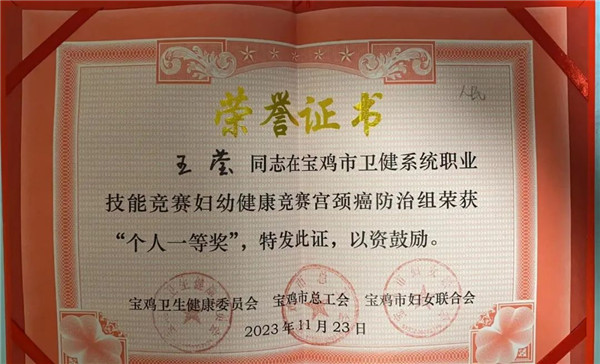 荣誉证书
王莹 同志在宝鸡市卫健系统职业
技能竞赛妇幼健康竞赛宫颈癌防治组荣获
“个人一等奖”,特发此证,以资鼓励。
宝鸡卫生健康委员会 宝鸡市总工会 宝鸡市妇女联合会
2023年11月23日